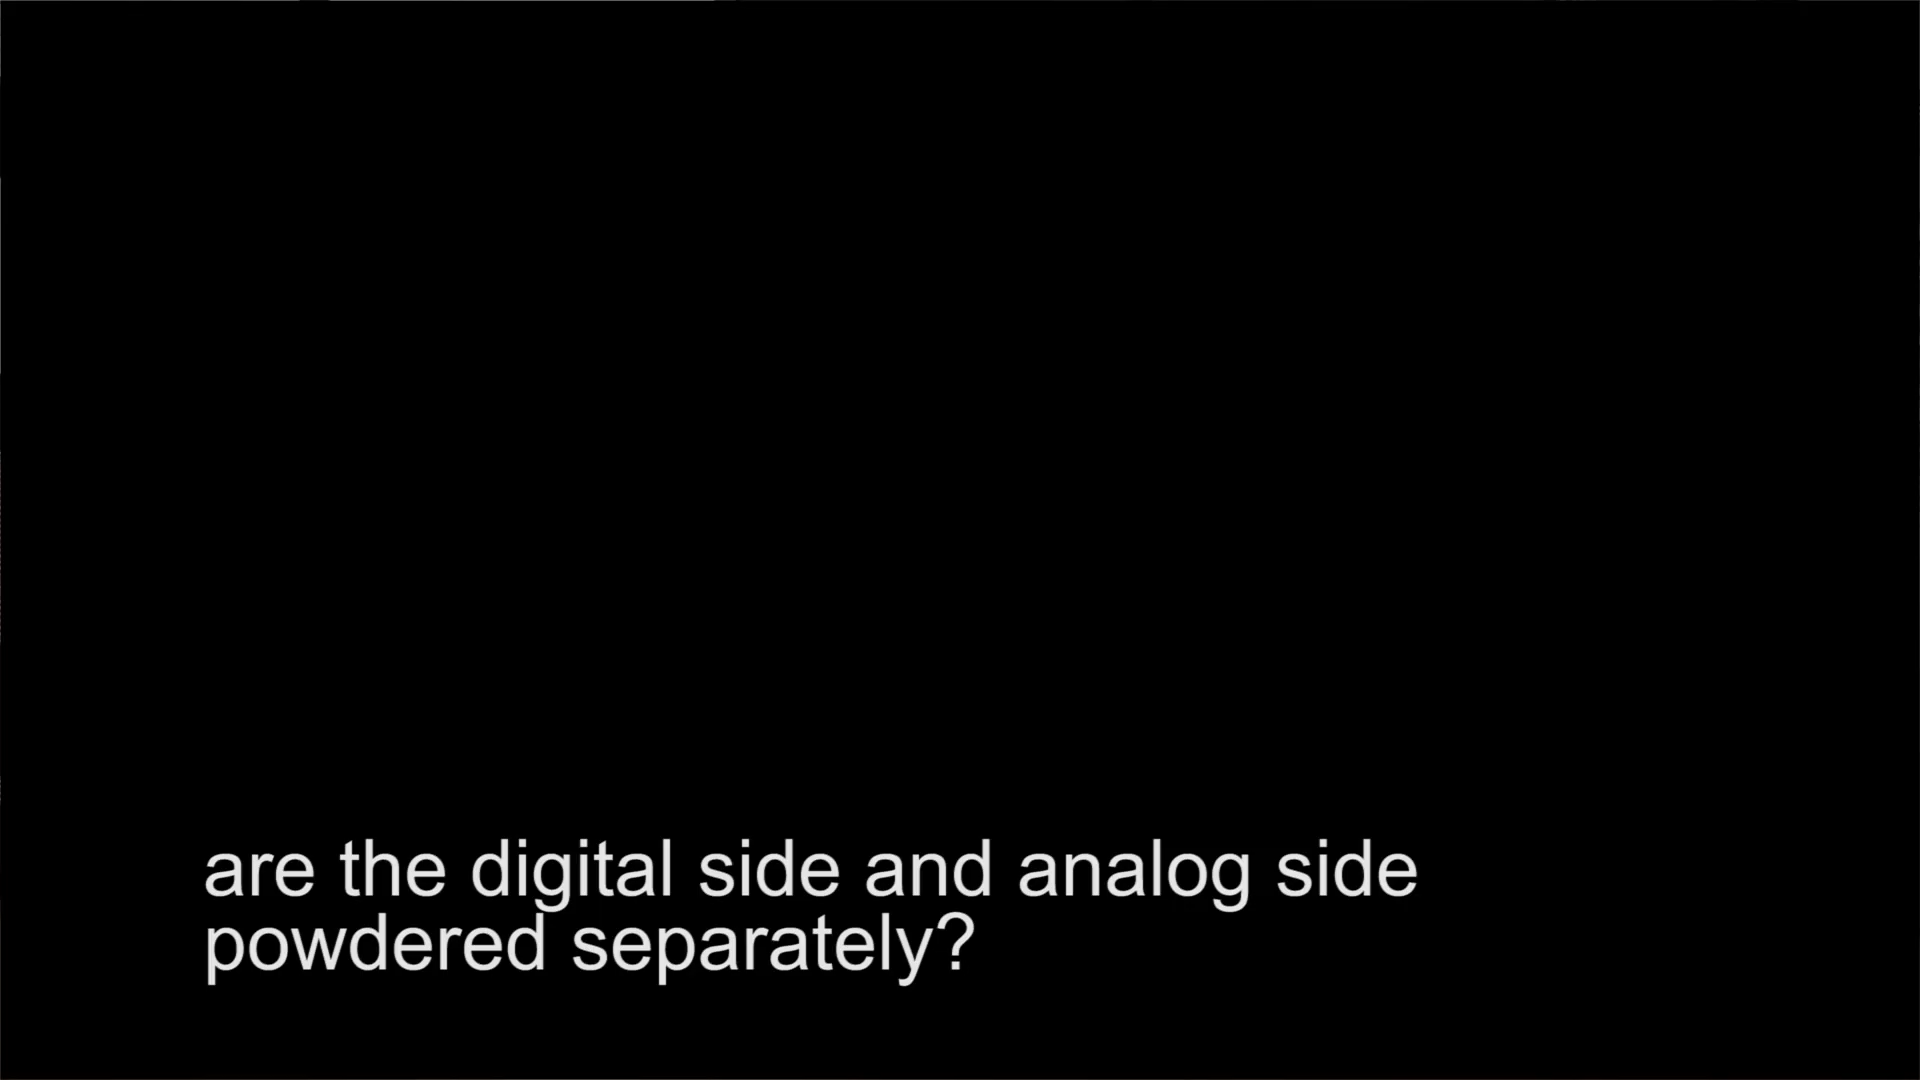 are the digital side and analog side
powdered separately?